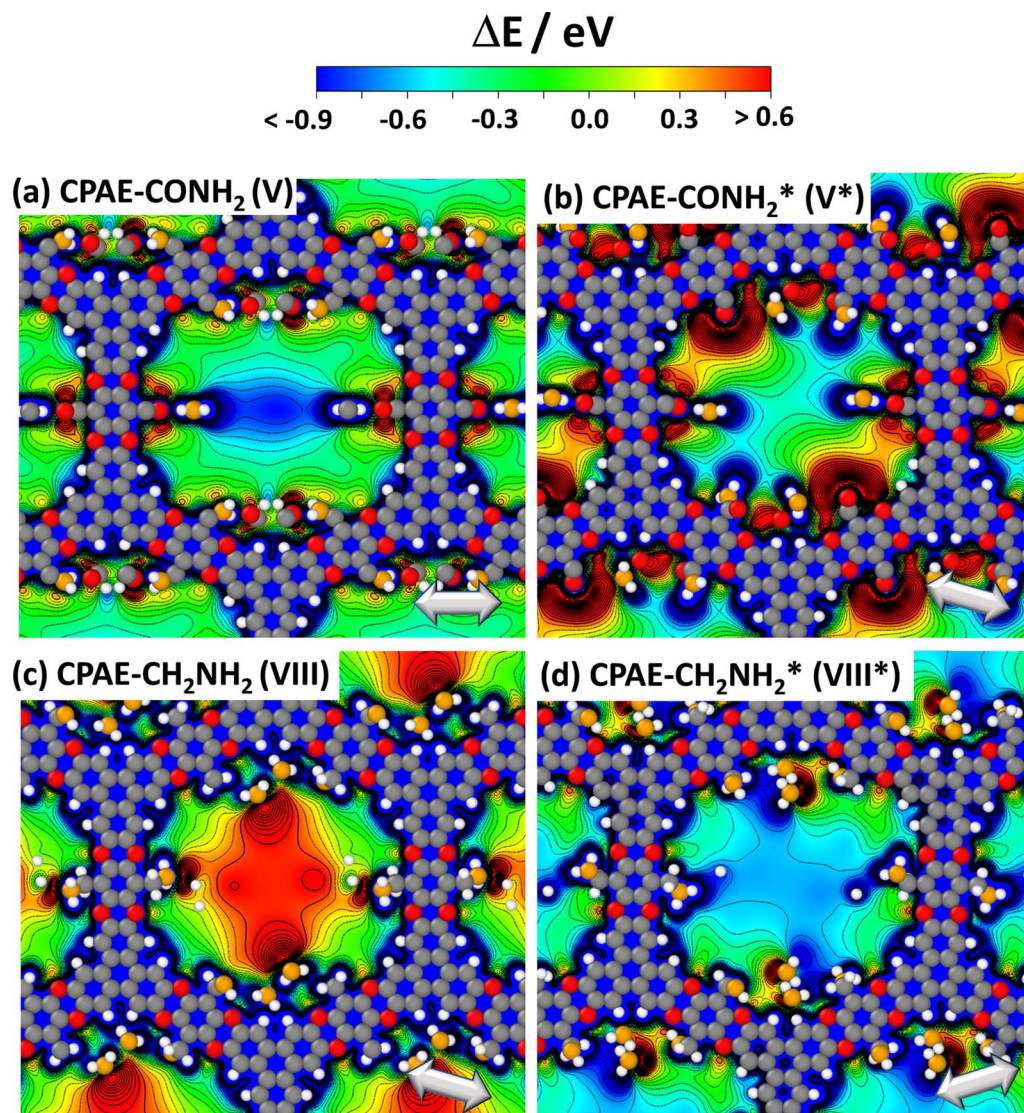 ΔE / eV
< -0.9 -0.6 -0.3 0.0 0.3 > 0.6
(a) CPAE-CONH₂ (V)
(b) CPAE-CONH₂* (V*)
(c) CPAE-CH₂NH₂ (VIII)
(d) CPAE-CH₂NH₂* (VIII*)